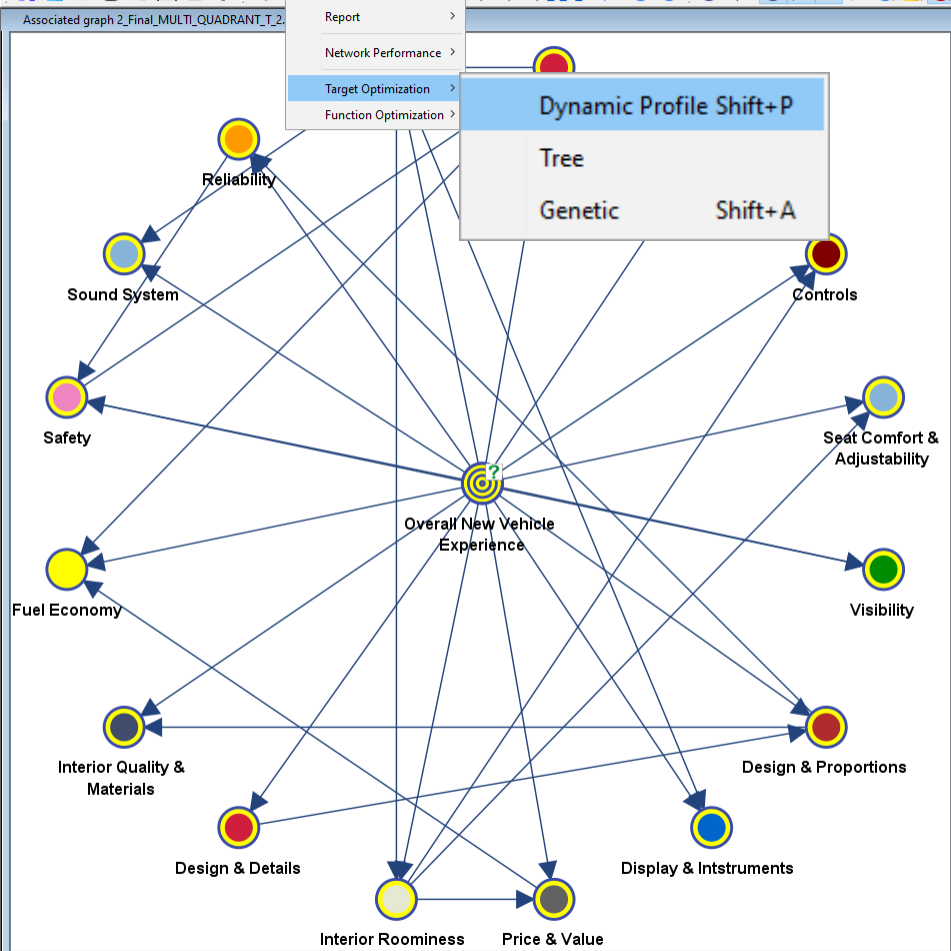 Associated graph 2_Final_MULTI_QUADRANT_T_2.
Report
Network Performance
Target Optimization
Function Optimization
Dynamic Profile Shift+P
Tree
Genetic Shift+A
Reliability
Sound System
Controls
Safety
Seat Comfort &
Adjustability
?
Overall New Vehicle
Experience
Fuel Economy
Visibility
Interior Quality &
Materials
Design & Proportions
Design & Details
Display & Intstruments
Interior Roominess
Price & Value